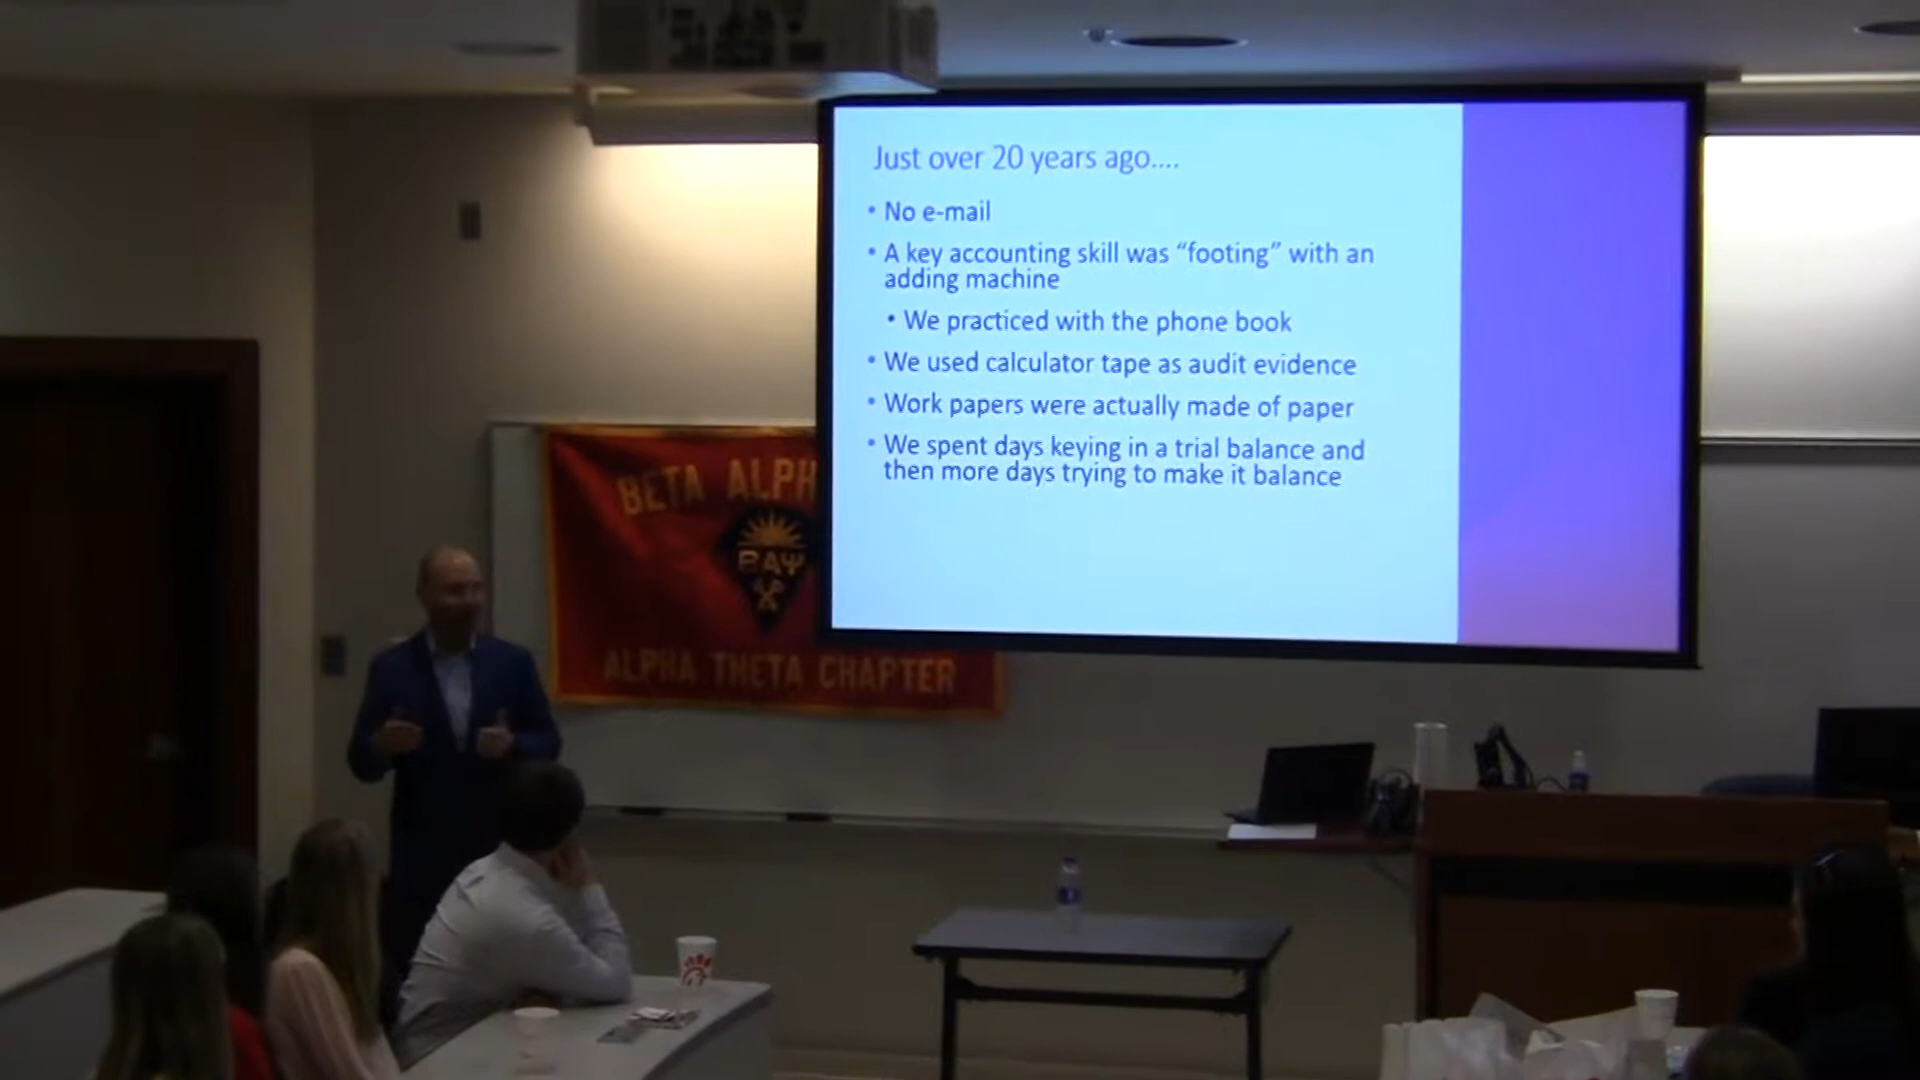 Just over 20 years ago....
• No e-mail
• A key accounting skill was “footing” with an
adding machine
• We practiced with the phone book
• We used calculator tape as audit evidence
• Work papers were actually made of paper
• We spent days keying in a trial balance and
then more days trying to make it balance
BETA ALPH
ΒΑΨ
ALPHA THETA CHAPTER